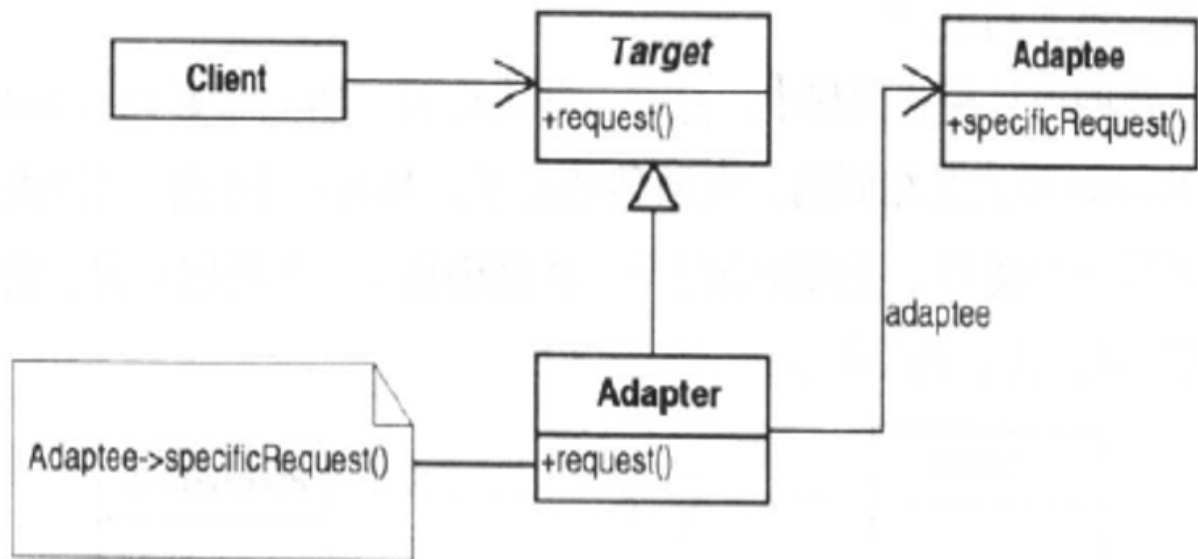 Client
Target
+request()
Adaptee
+specificRequest()
adaptee
Adapter
+request()
Adaptee->specificRequest()